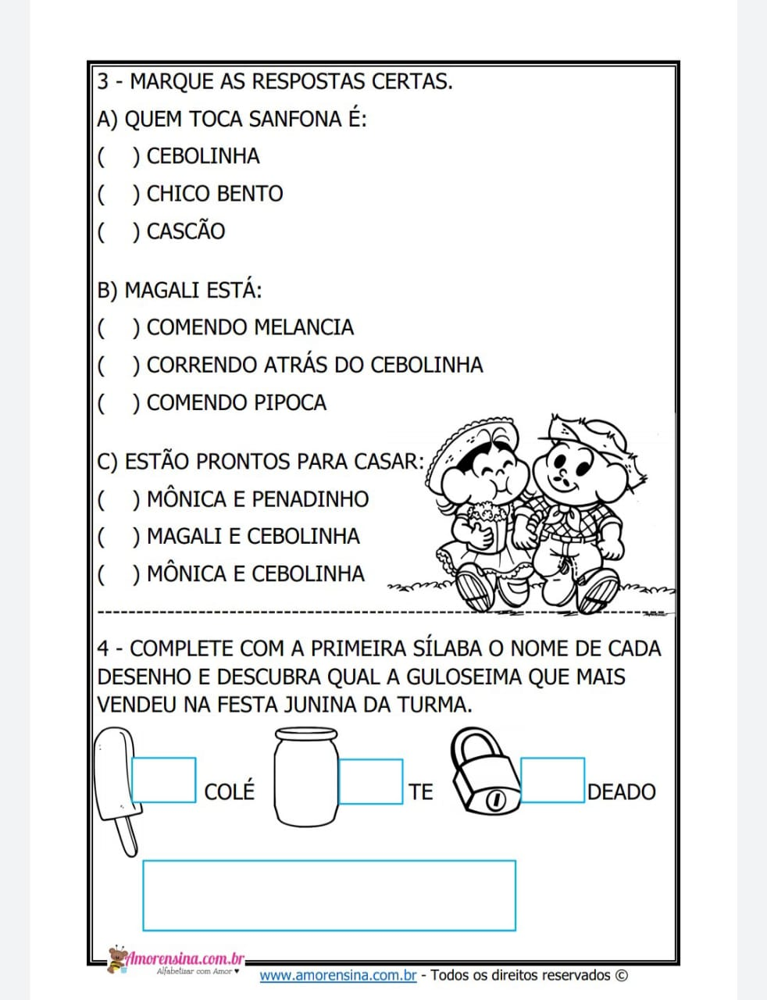 3 - MARQUE AS RESPOSTAS CERTAS.
A) QUEM TOCA SANFONA É:
(   ) CEBOLINHA
(   ) CHICO BENTO
(   ) CASCÃO
B) MAGALI ESTÁ:
(   ) COMENDO MELANCIA
(   ) CORRENDO ATRÁS DO CEBOLINHA
(   ) COMENDO PIPOCA
C) ESTÃO PRONTOS PARA CASAR:
(   ) MÔNICA E PENADINHO
(   ) MAGALI E CEBOLINHA
(   ) MÔNICA E CEBOLINHA
4 - COMPLETE COM A PRIMEIRA SÍLABA O NOME DE CADA
DESENHO E DESCUBRA QUAL A GULOSEIMA QUE MAIS
VENDEU NA FESTA JUNINA DA TURMA.
COLÉ TE DEADO
Amorensina.com.br
Alfabetizar com Amor ♥
www.amorensina.com.br - Todos os direitos reservados ©